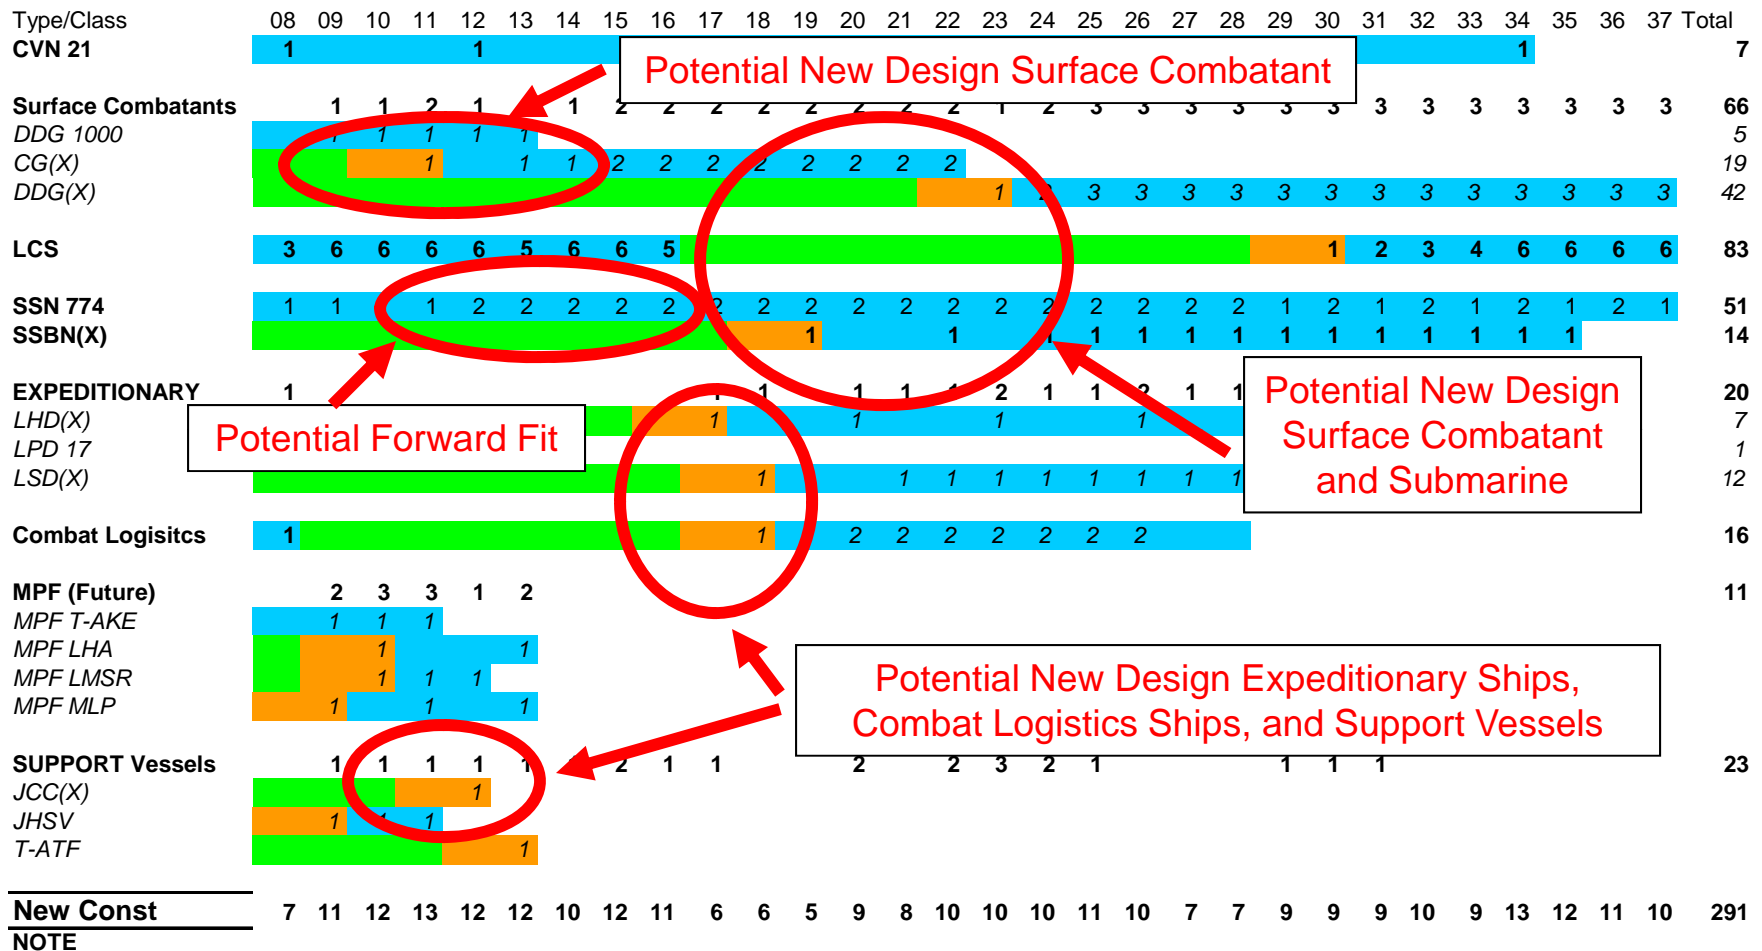 Type/Class 08 09 10 11 12 13 14 15 16 17 18 19 20 21 22 23 24 25 26 27 28 29 30 31 32 33 34 35 36 37 Total
CVN 21 1 1 1 7
Potential New Design Surface Combatant
Surface Combatants 1 1 2 1 1 2 2 2 2 2 2 2 2 2 1 2 3 3 3 3 3 3 3 3 3 3 3 3 3 66
DDG 1000 1 1 1 1 1 5
CG(X) 1 1 1 2 2 2 2 2 2 2 2 19
DDG(X) 1 2 3 3 3 3 3 3 3 3 3 3 3 3 3 42
LCS 3 6 6 6 6 5 6 6 5 1 2 3 4 6 6 6 6 83
SSN 774 1 1 1 2 2 2 2 2 2 2 2 2 2 2 2 2 2 2 2 2 1 2 1 2 1 2 1 2 1 51
SSBN(X) 1 1 1 1 1 1 1 1 1 1 1 1 1 14
EXPEDITIONARY 1 1 1 1 1 1 2 1 1 2 1 1 20
LHD(X) 1 1 1 1 7
LPD 17 1
LSD(X) 1 1 1 1 1 1 1 1 1 12
Potential Forward Fit
Potential New Design
Surface Combatant
and Submarine
Combat Logisitcs 1 1 2 2 2 2 2 2 2 16
MPF (Future) 2 3 3 1 2 11
MPF T-AKE 1 1 1
MPF LHA 1 1
MPF LMSR 1 1 1
MPF MLP 1 1 1
Potential New Design Expeditionary Ships,
Combat Logistics Ships, and Support Vessels
SUPPORT Vessels 1 1 1 1 1 1 2 1 1 2 2 3 2 1 1 1 1 23
JCC(X) 1
JHSV 1 1 1
T-ATF 1
New Const 7 11 12 13 12 12 10 12 11 6 6 5 9 8 10 10 10 11 10 7 7 9 9 9 10 9 13 12 11 10 291
NOTE